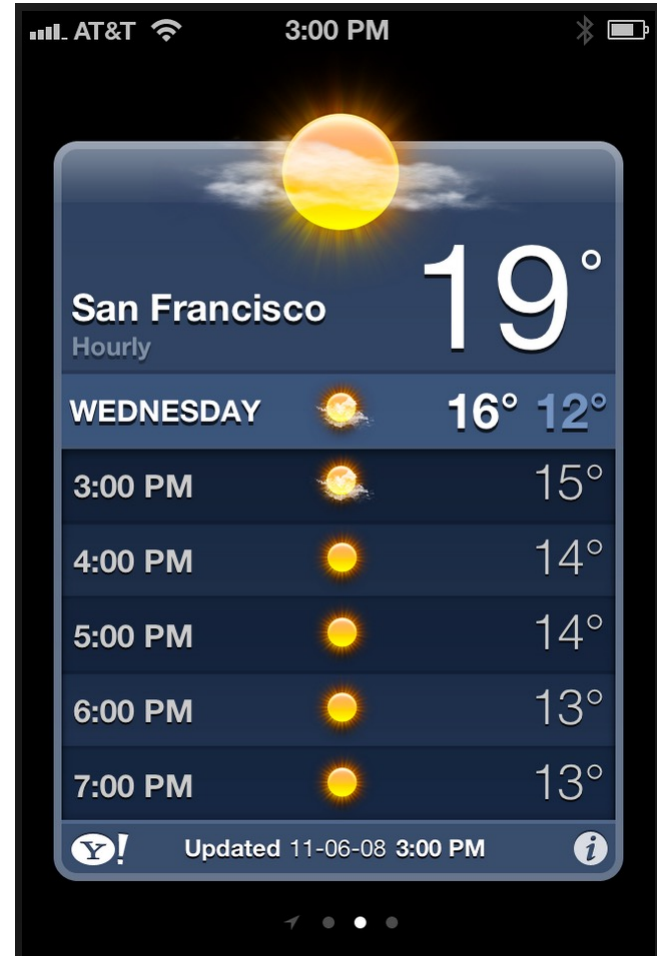 AT&T 3:00 PM
19°
San Francisco
Hourly
WEDNESDAY 16° 12°
3:00 PM 15°
4:00 PM 14°
5:00 PM 14°
6:00 PM 13°
7:00 PM 13°
Y! Updated 11-06-08 3:00 PM i